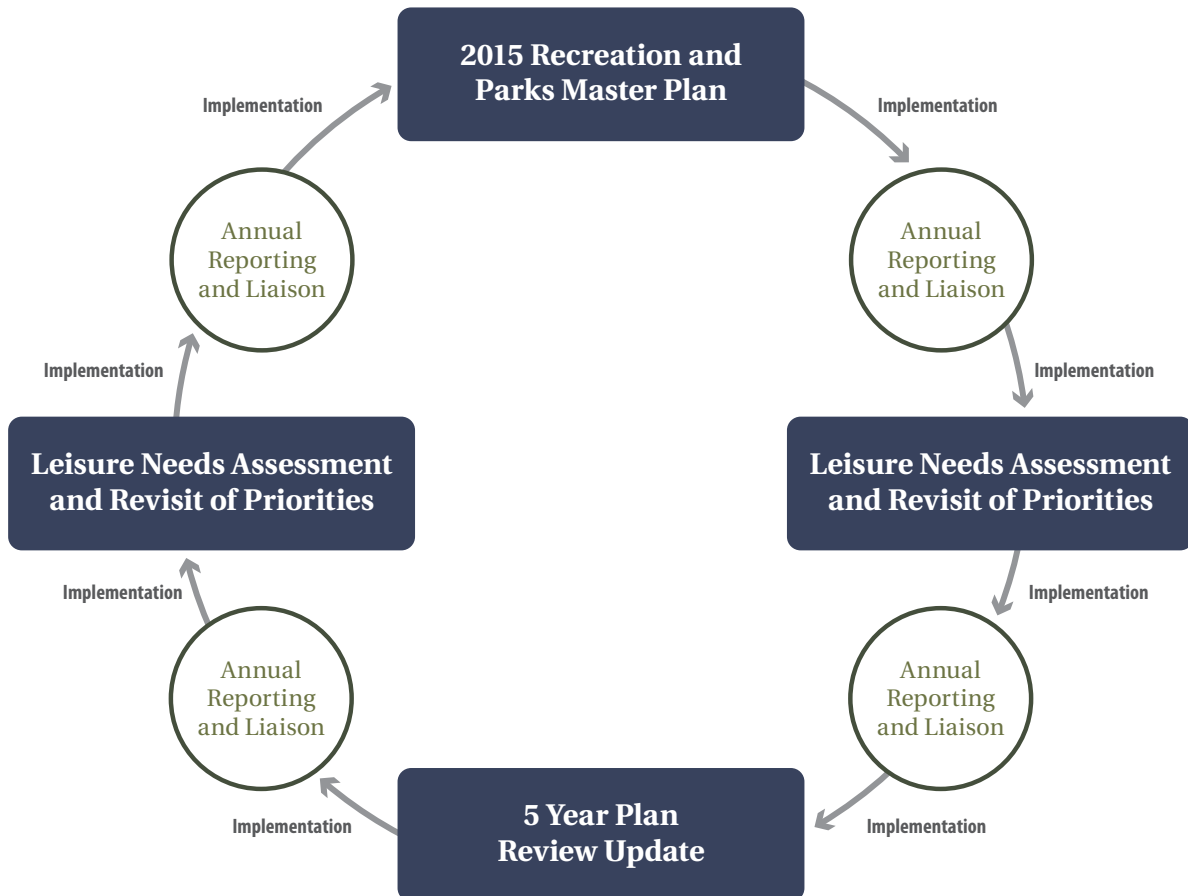 2015 Recreation and
Parks Master Plan
Implementation
Implementation
Annual
Reporting
and Liaison
Annual
Reporting
and Liaison
Implementation
Implementation
Leisure Needs Assessment
and Revisit of Priorities
Leisure Needs Assessment
and Revisit of Priorities
Implementation
Implementation
Annual
Reporting
and Liaison
Annual
Reporting
and Liaison
5 Year Plan
Review Update
Implementation
Implementation